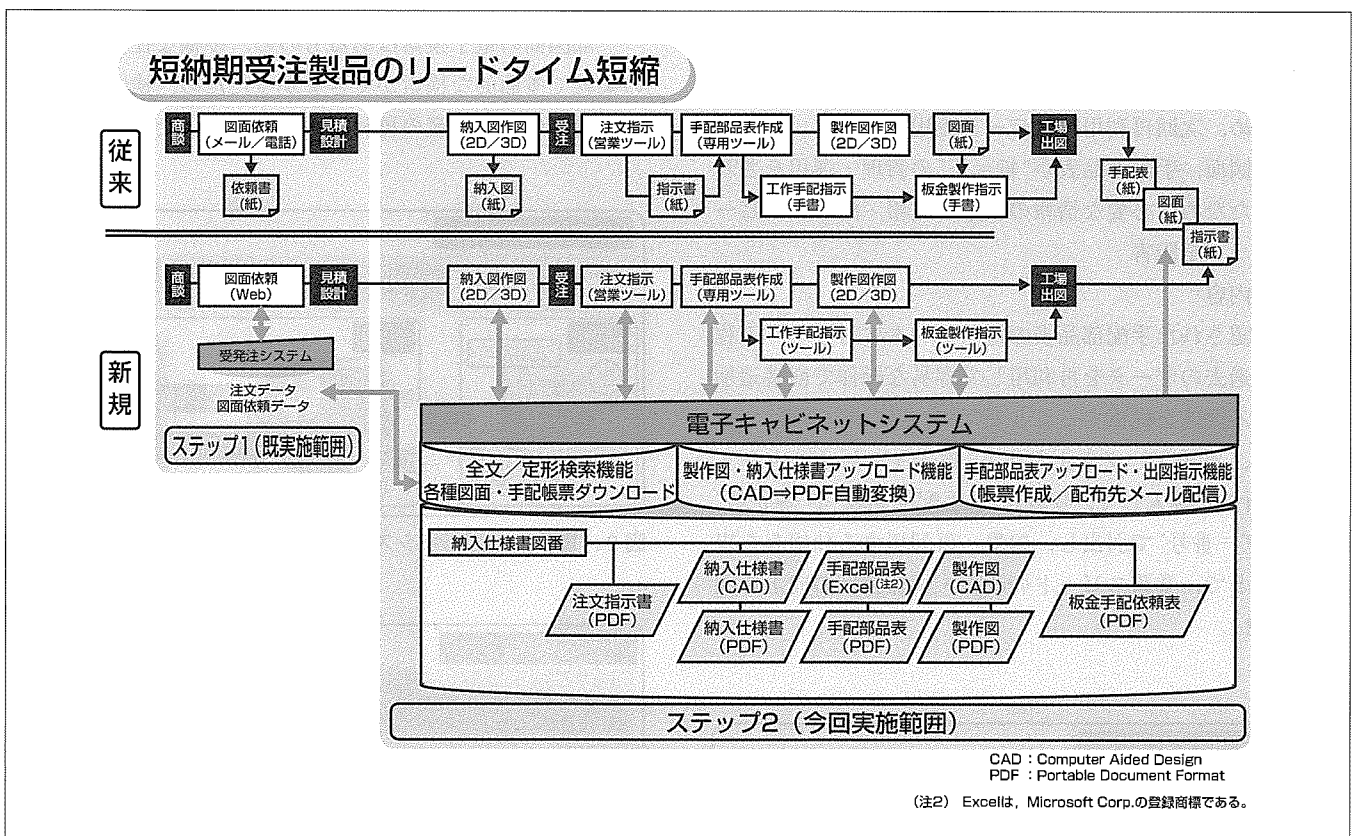 短納期受注製品のリードタイム短縮
従来
商談
図面依頼
(メール／電話)
見積設計
納入図作図
(2D／3D)
受注
注文指示
(営業ツール)
手配部品表作成
(専用ツール)
製作図作図
(2D／3D)
図面
(紙)
工場出図
依頼書
(紙)
納入図
(紙)
指示書
(紙)
工作手配指示
(手書)
板金製作指示
(手書)
手配表
(紙)
図面
(紙)
指示書
(紙)
新規
商談
図面依頼
(Web)
見積設計
納入図作図
(2D／3D)
受注
注文指示
(営業ツール)
手配部品表作成
(専用ツール)
製作図作図
(2D／3D)
工場出図
工作手配指示
(ツール)
板金製作指示
(ツール)
受発注システム
注文データ
図面依頼データ
ステップ1(既実施範囲)
電子キャビネットシステム
全文／定形検索機能
各種図面・手配帳票ダウンロード
製作図・納入仕様書アップロード機能
(CAD⇒PDF自動変換)
手配部品表アップロード・出図指示機能
(帳票作成／配布先メール配信)
納入仕様書図番
注文指示書
(PDF)
納入仕様書
(CAD)
納入仕様書
(PDF)
手配部品表
(Excel(注2))
手配部品表
(PDF)
製作図
(CAD)
製作図
(PDF)
板金手配依頼表
(PDF)
ステップ2（今回実施範囲）
CAD：Computer Aided Design
PDF：Portable Document Format
(注2) Excelは，Microsoft Corp.の登録商標である。